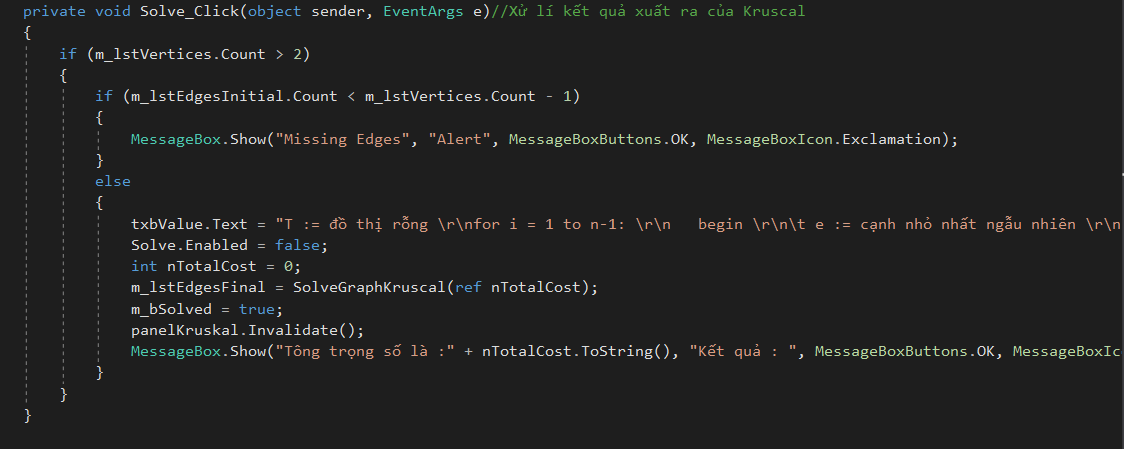 private void Solve_Click(object sender, EventArgs e)//Xử lí kết quả xuất ra của Kruscal
{
if (m_lstVertices.Count > 2)
{
if (m_lstEdgesInitial.Count < m_lstVertices.Count - 1)
{
MessageBox.Show("Missing Edges", "Alert", MessageBoxButtons.OK, MessageBoxIcon.Exclamation);
}
else
{
txbValue.Text = "T := đồ thị rỗng \r\nfor i = 1 to n-1: \r\n   begin \r\n\t e := cạnh nhỏ nhất ngẫu nhiên \r\n
Solve.Enabled = false;
int nTotalCost = 0;
m_lstEdgesFinal = SolveGraphKruscal(ref nTotalCost);
m_bSolved = true;
panelKruskal.Invalidate();
MessageBox.Show("Tông trọng số là :" + nTotalCost.ToString(), "Kết quả : ", MessageBoxButtons.OK, MessageBoxIc
}
}
}